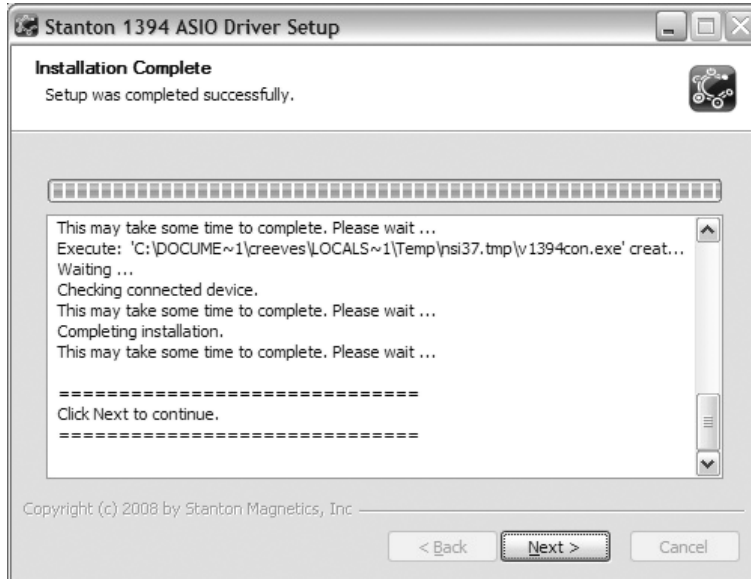 Stanton 1394 ASIO Driver Setup
Installation Complete
Setup was completed successfully.
This may take some time to complete. Please wait ...
Execute: 'C:\DOCUME~1\creeves\LOCALS~1\Temp\nsi37.tmp\v1394con.exe' creat...
Waiting ...
Checking connected device.
This may take some time to complete. Please wait ...
Completing installation.
This may take some time to complete. Please wait ...
==============================
Click Next to continue.
==============================
Copyright (c) 2008 by Stanton Magnetics, Inc
< Back Next > Cancel